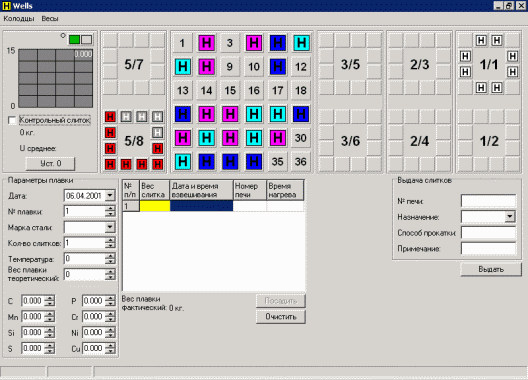 Wells
Колодцы Весы
15
0.000
0
Контрольный слиток
0 кг.
U среднее:
Уст. 0
5/7
5/8
H H H H H H H H H H
1 H 3 H H H
H H 9 10 H 12
13 14 15 16 17 18
H H H H H H
H H H H H 30
H H H H 35 36
3/5
3/6
2/3
2/4
1/1
H H H H H H H H
1/2
Параметры плавки
Дата: 06.04.2001
№ плавки: 1
Марка стали:
Кол-во слитков: 1
Температура: 0
Вес плавки
теоретический: 0
C 0.000 P 0.000
Mn 0.000 Cr 0.000
Si 0.000 Ni 0.000
S 0.000 Cu 0.000
№ п/п Вес слитка Дата и время взвешивания Номер печи Время нагрева
1
Вес плавки
фактический: 0 кг.
Посадить
Очистить
Выдача слитков
№ печи:
Назначение:
Способ прокатки:
Примечание:
Выдать